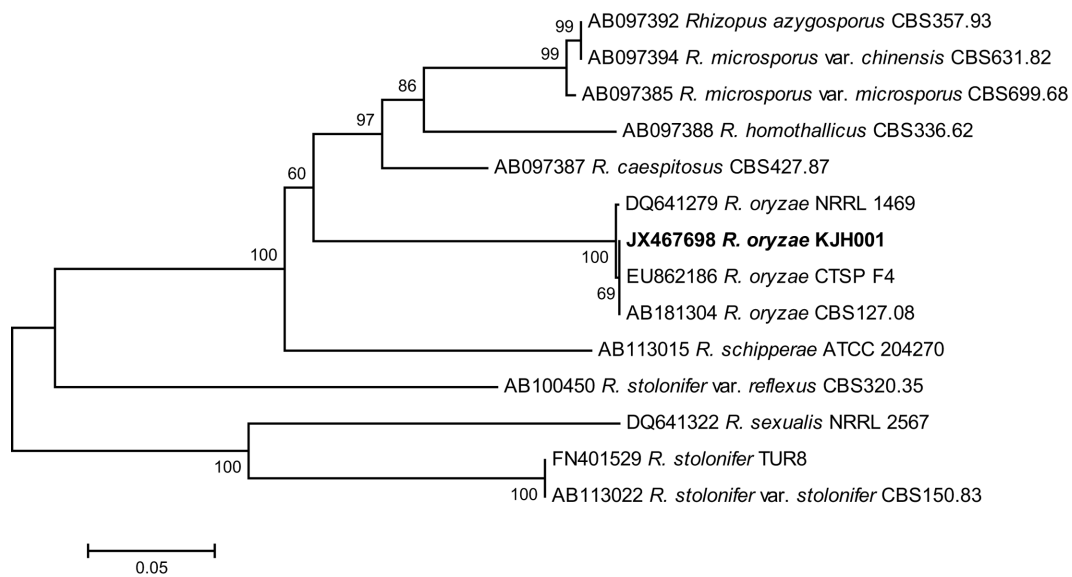 99 AB097392 Rhizopus azygosporus CBS357.93
99 AB097394 R. microsporus var. chinensis CBS631.82
86 AB097385 R. microsporus var. microsporus CBS699.68
97 AB097388 R. homothallicus CBS336.62
60 AB097387 R. caespitosus CBS427.87
DQ641279 R. oryzae NRRL 1469
JX467698 R. oryzae KJH001
100 100 EU862186 R. oryzae CTSP F4
69 AB181304 R. oryzae CBS127.08
AB113015 R. schipperae ATCC 204270
AB100450 R. stolonifer var. reflexus CBS320.35
DQ641322 R. sexualis NRRL 2567
100 FN401529 R. stolonifer TUR8
100 AB113022 R. stolonifer var. stolonifer CBS150.83
0.05